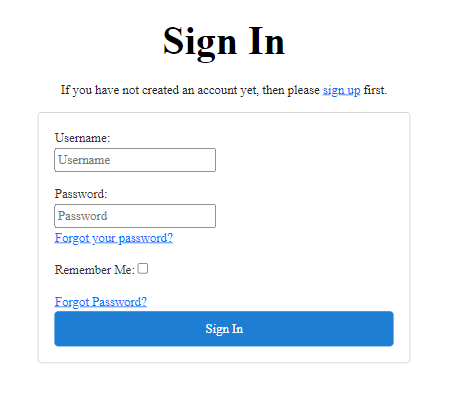 Sign In
If you have not created an account yet, then please sign up first.
Username:
Username
Password:
Password
Forgot your password?
Remember Me:
Forgot Password?
Sign In